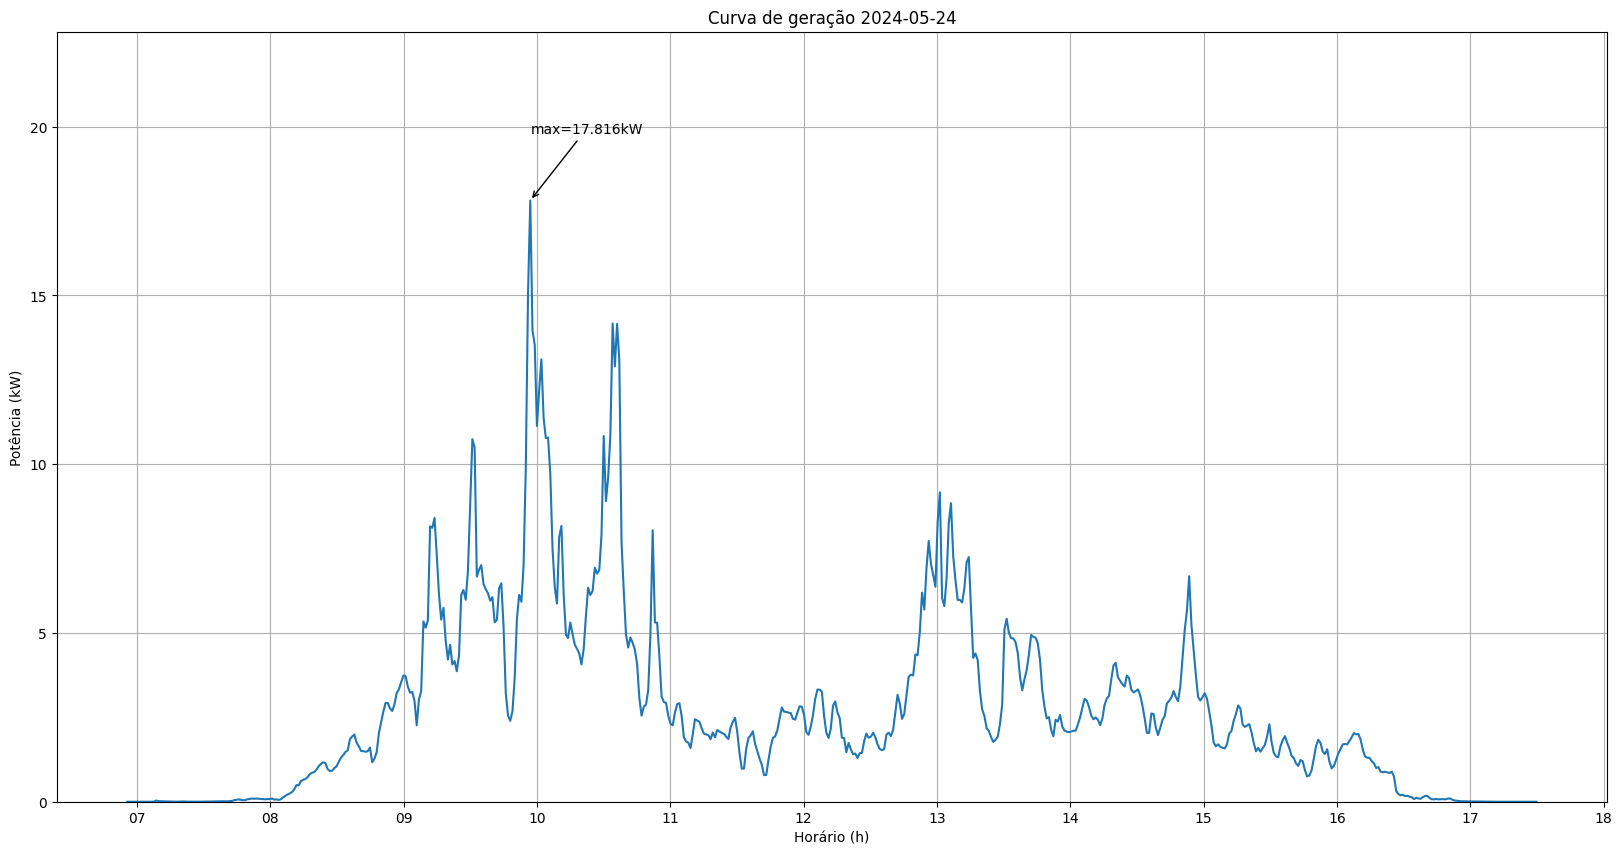 Curva de geração 2024-05-24
max=17.816kW
Potência (kW)
20
15
10
5
0
07 08 09 10 11 12 13 14 15 16 17 18
Horário (h)